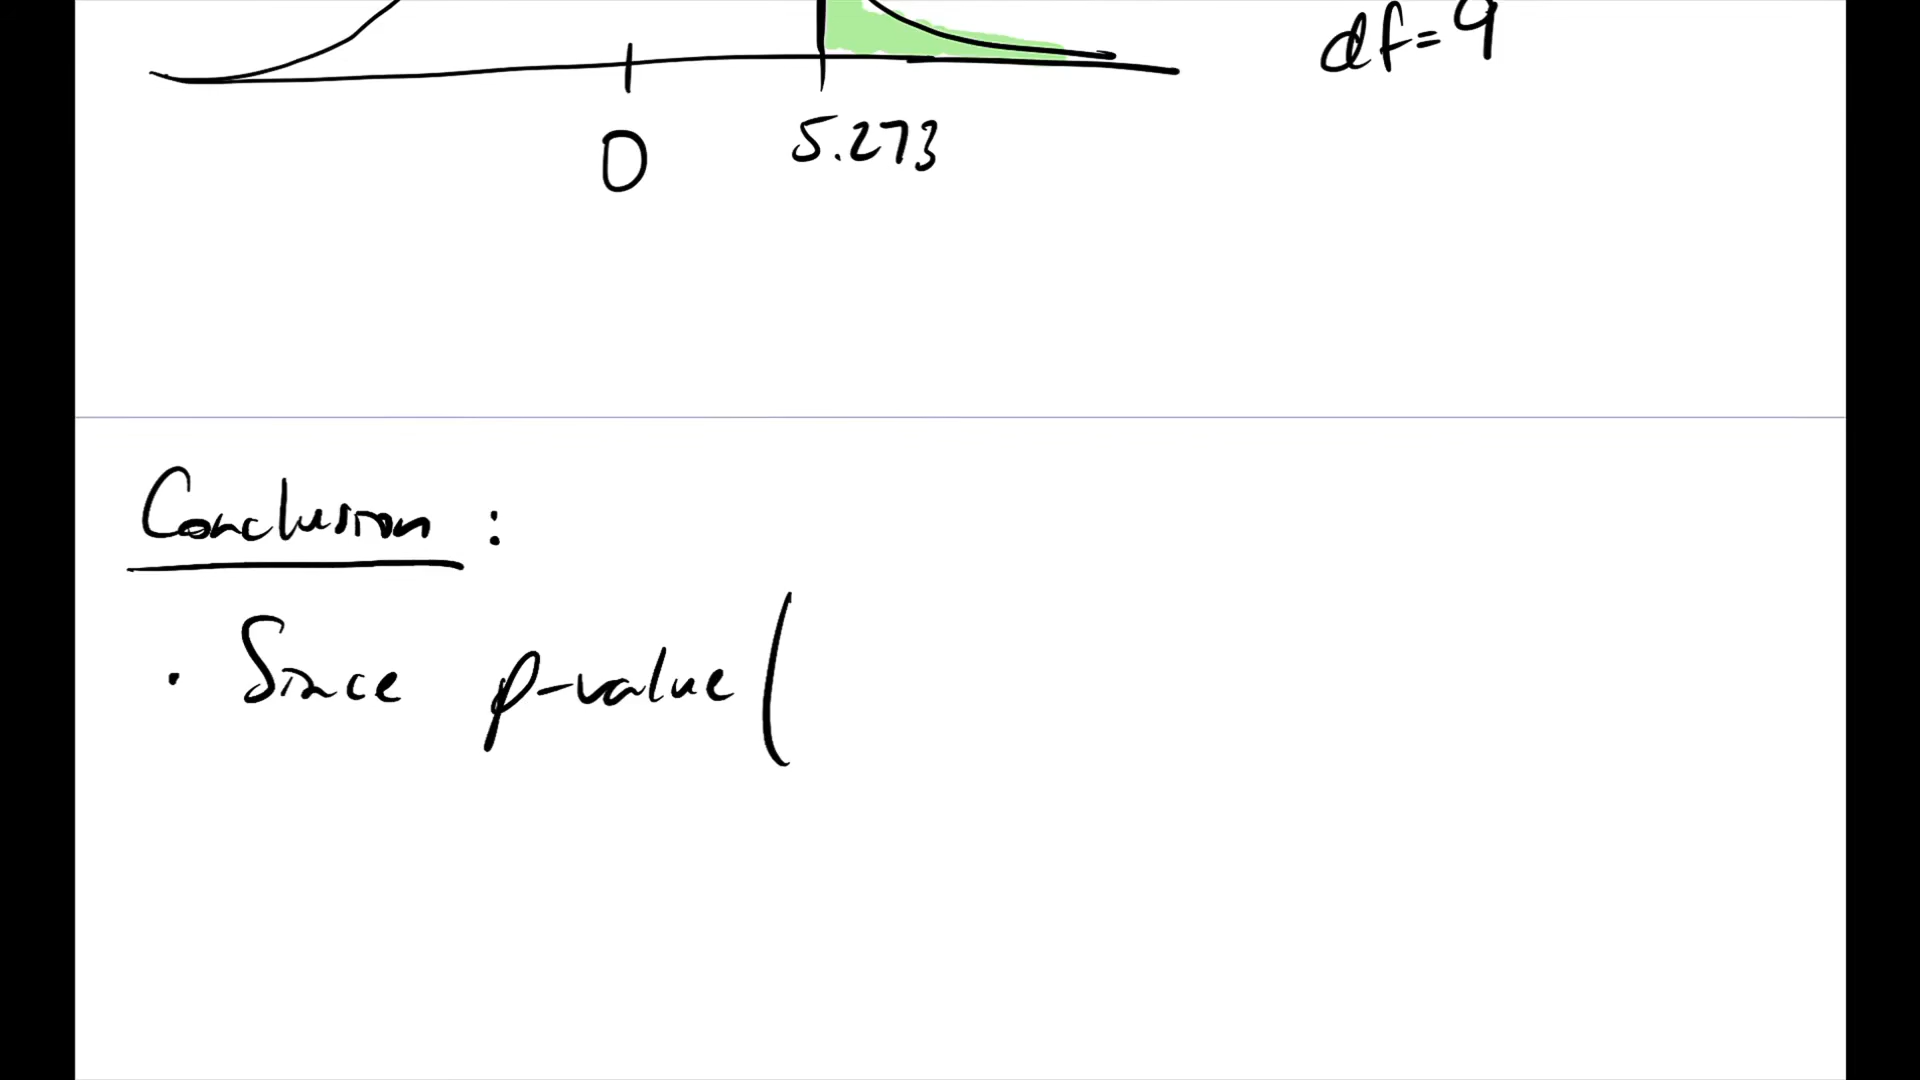 df=9
0 5.273
Conclusion:
· Since p-value (